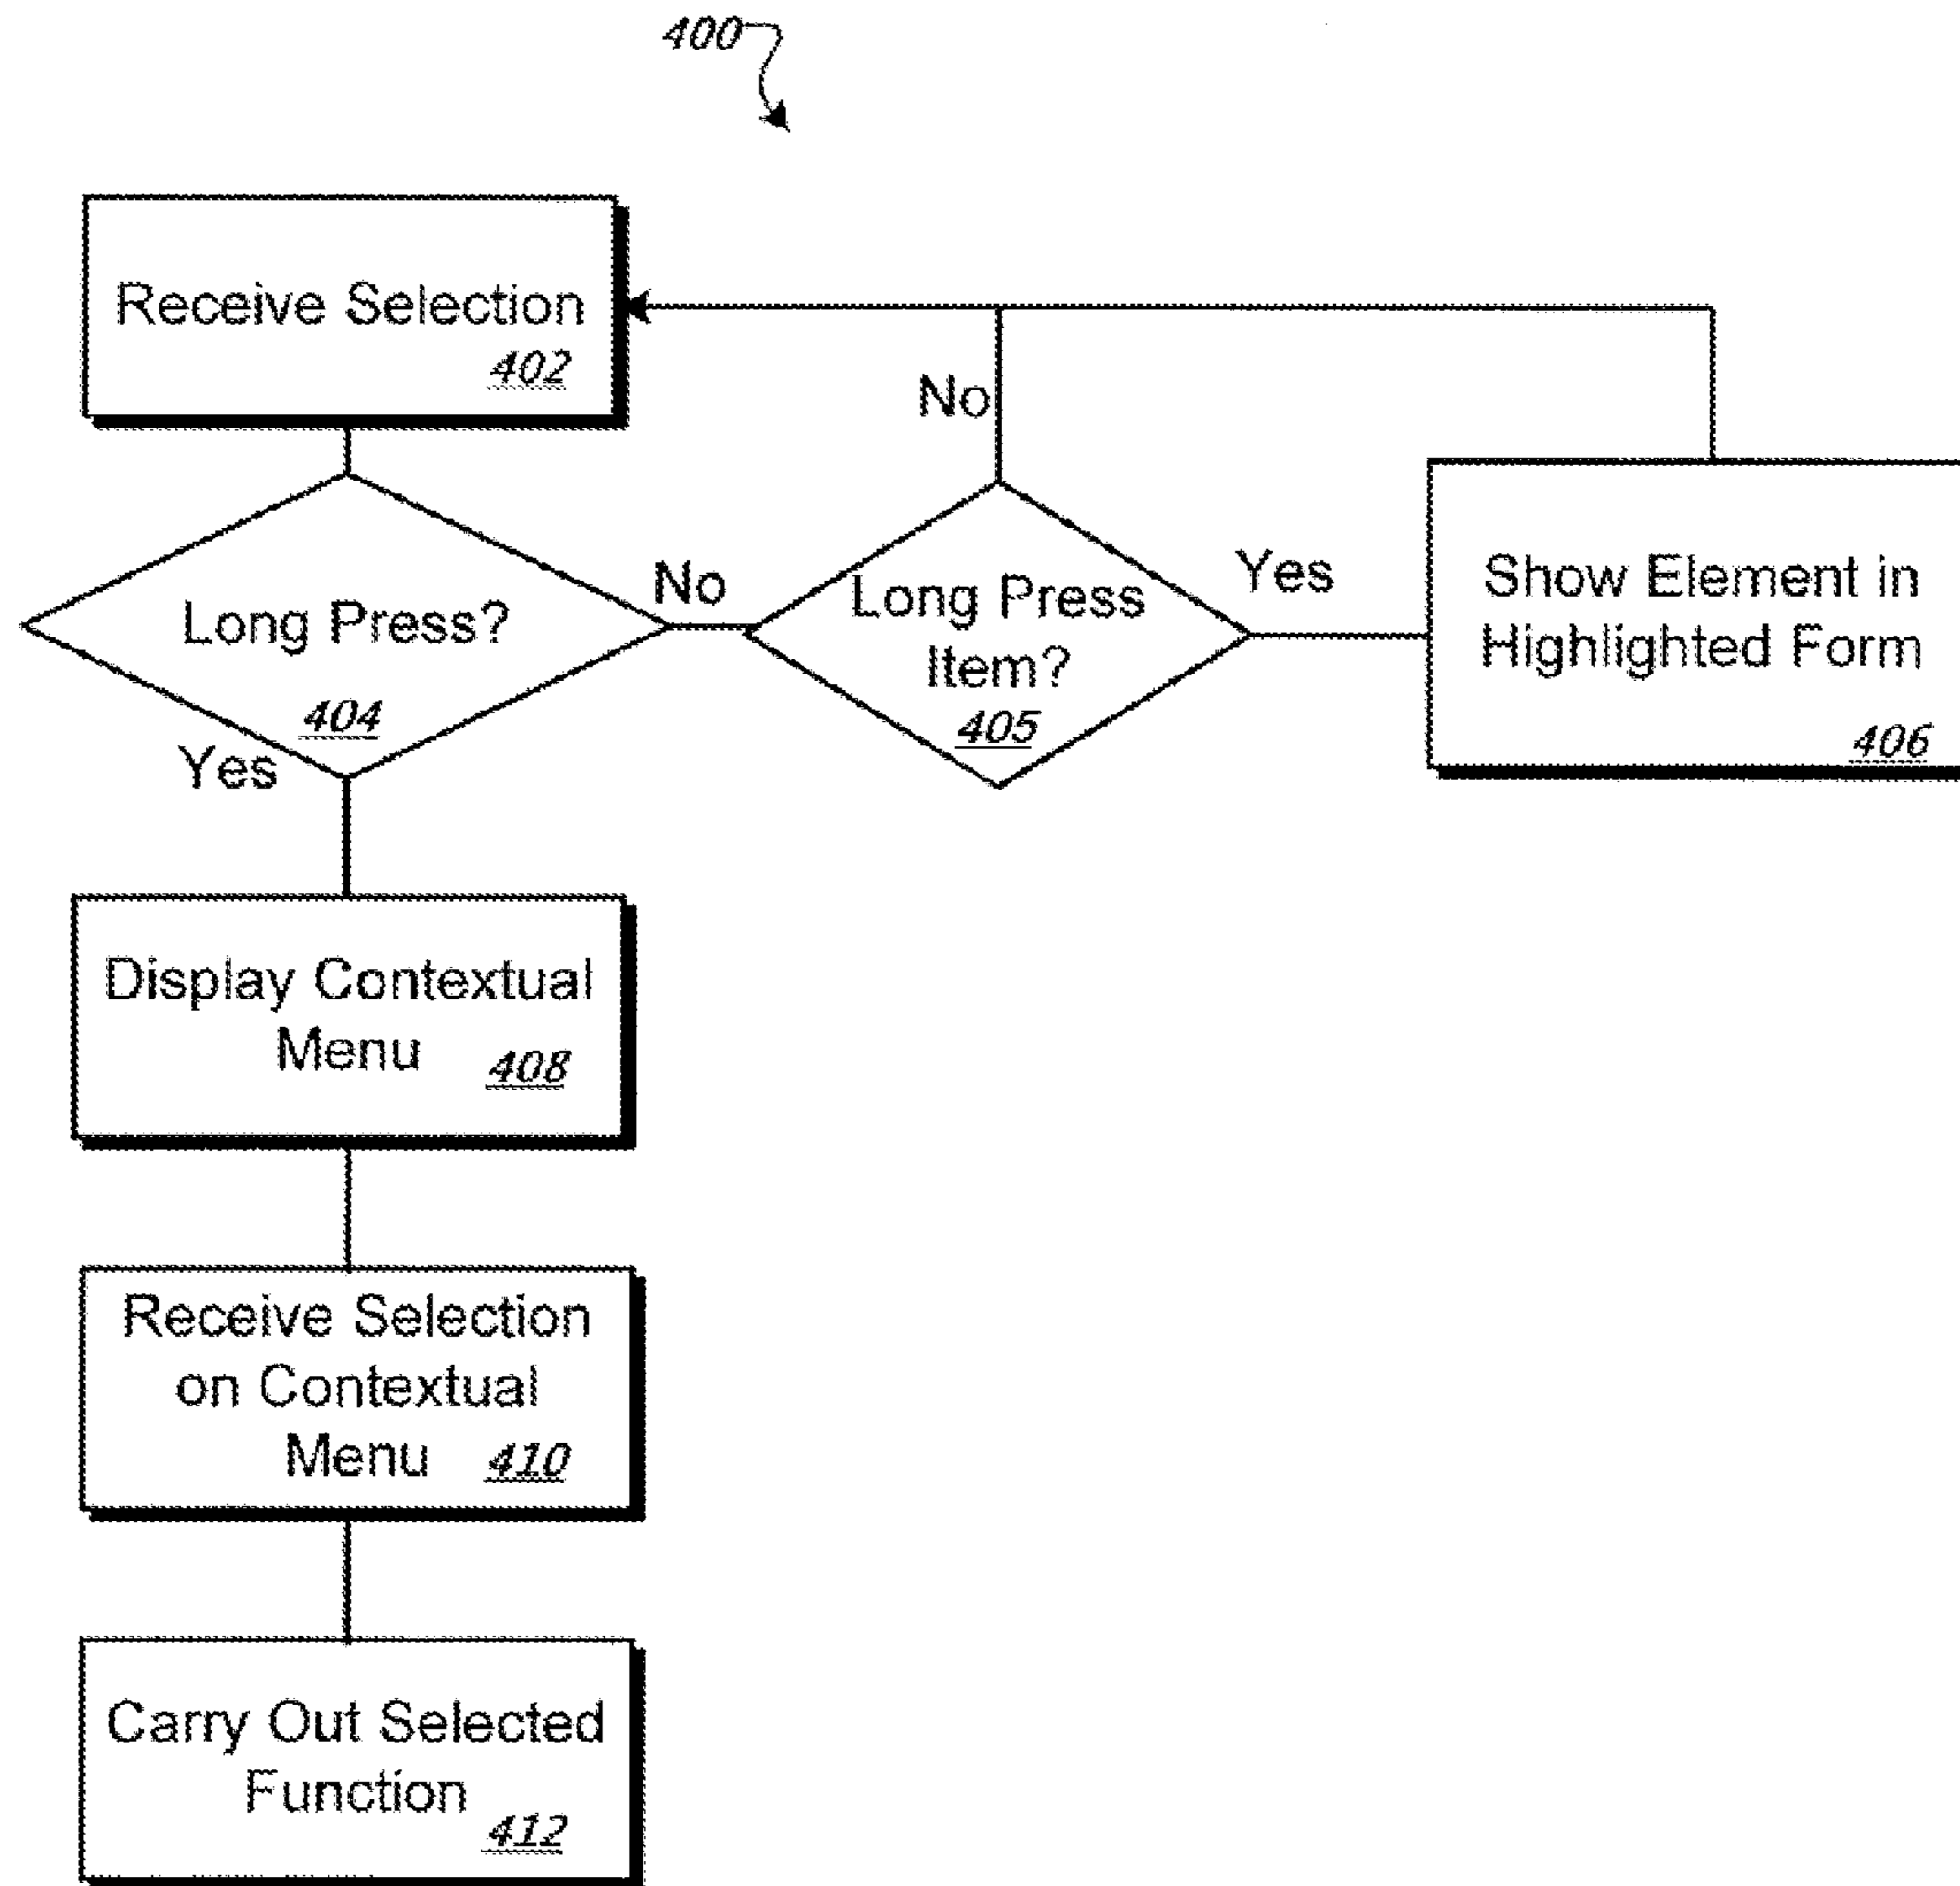 400
Receive Selection
402
No
Long Press?
404
No
Long Press
Item?
405
Yes
Show Element in
Highlighted Form
406
Yes
Display Contextual
Menu 408
Receive Selection
on Contextual
Menu 410
Carry Out Selected
Function
412